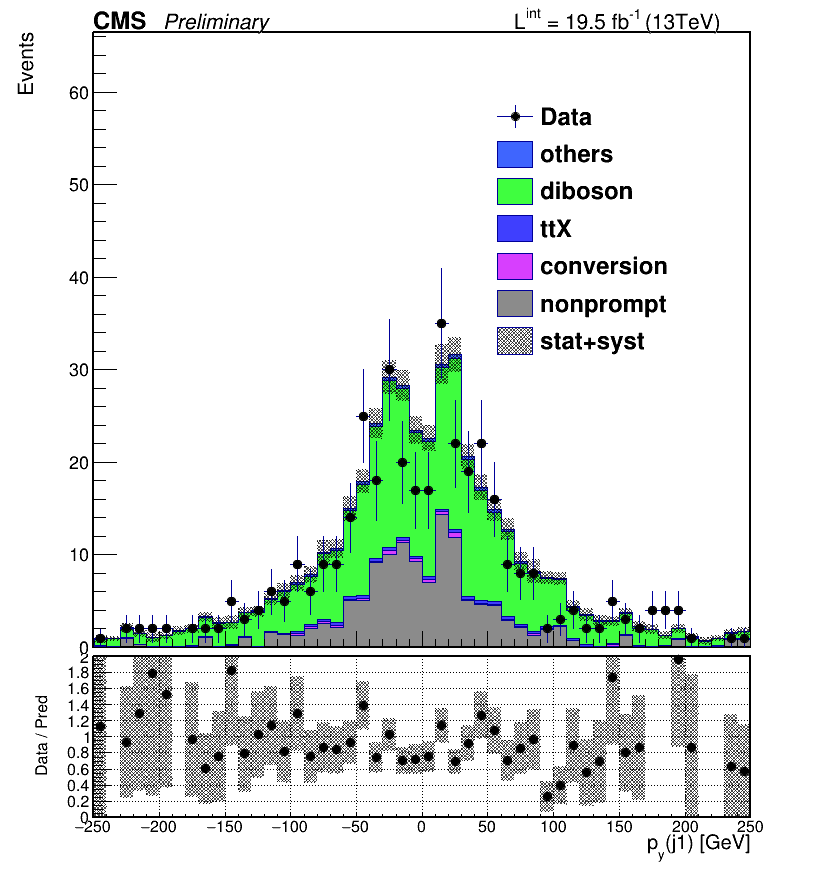 CMS Preliminary L^int = 19.5 fb^-1 (13TeV)
Events
60
50
40
30
20
10
0
Data
others
diboson
ttX
conversion
nonprompt
stat+syst
Data / Pred
2
1.8
1.6
1.4
1.2
1
0.8
0.6
0.4
0.2
0
−250 −200 −150 −100 −50 0 50 100 150 200 250
p_y(j1) [GeV]